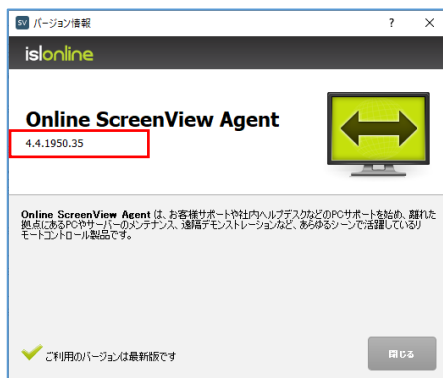 SV バージョン情報 ? ×
islonline
Online ScreenView Agent
4.4.1950.35
Online ScreenView Agent は、お客様サポートや社内ヘルプデスクなどのPCサポートを始め、離れた
拠点にあるPCやサーバーのメンテナンス、遠隔デモンストレーションなど、あらゆるシーンで活躍しているリ
モートコントロール製品です。
ご利用のバージョンは最新版です
閉じる